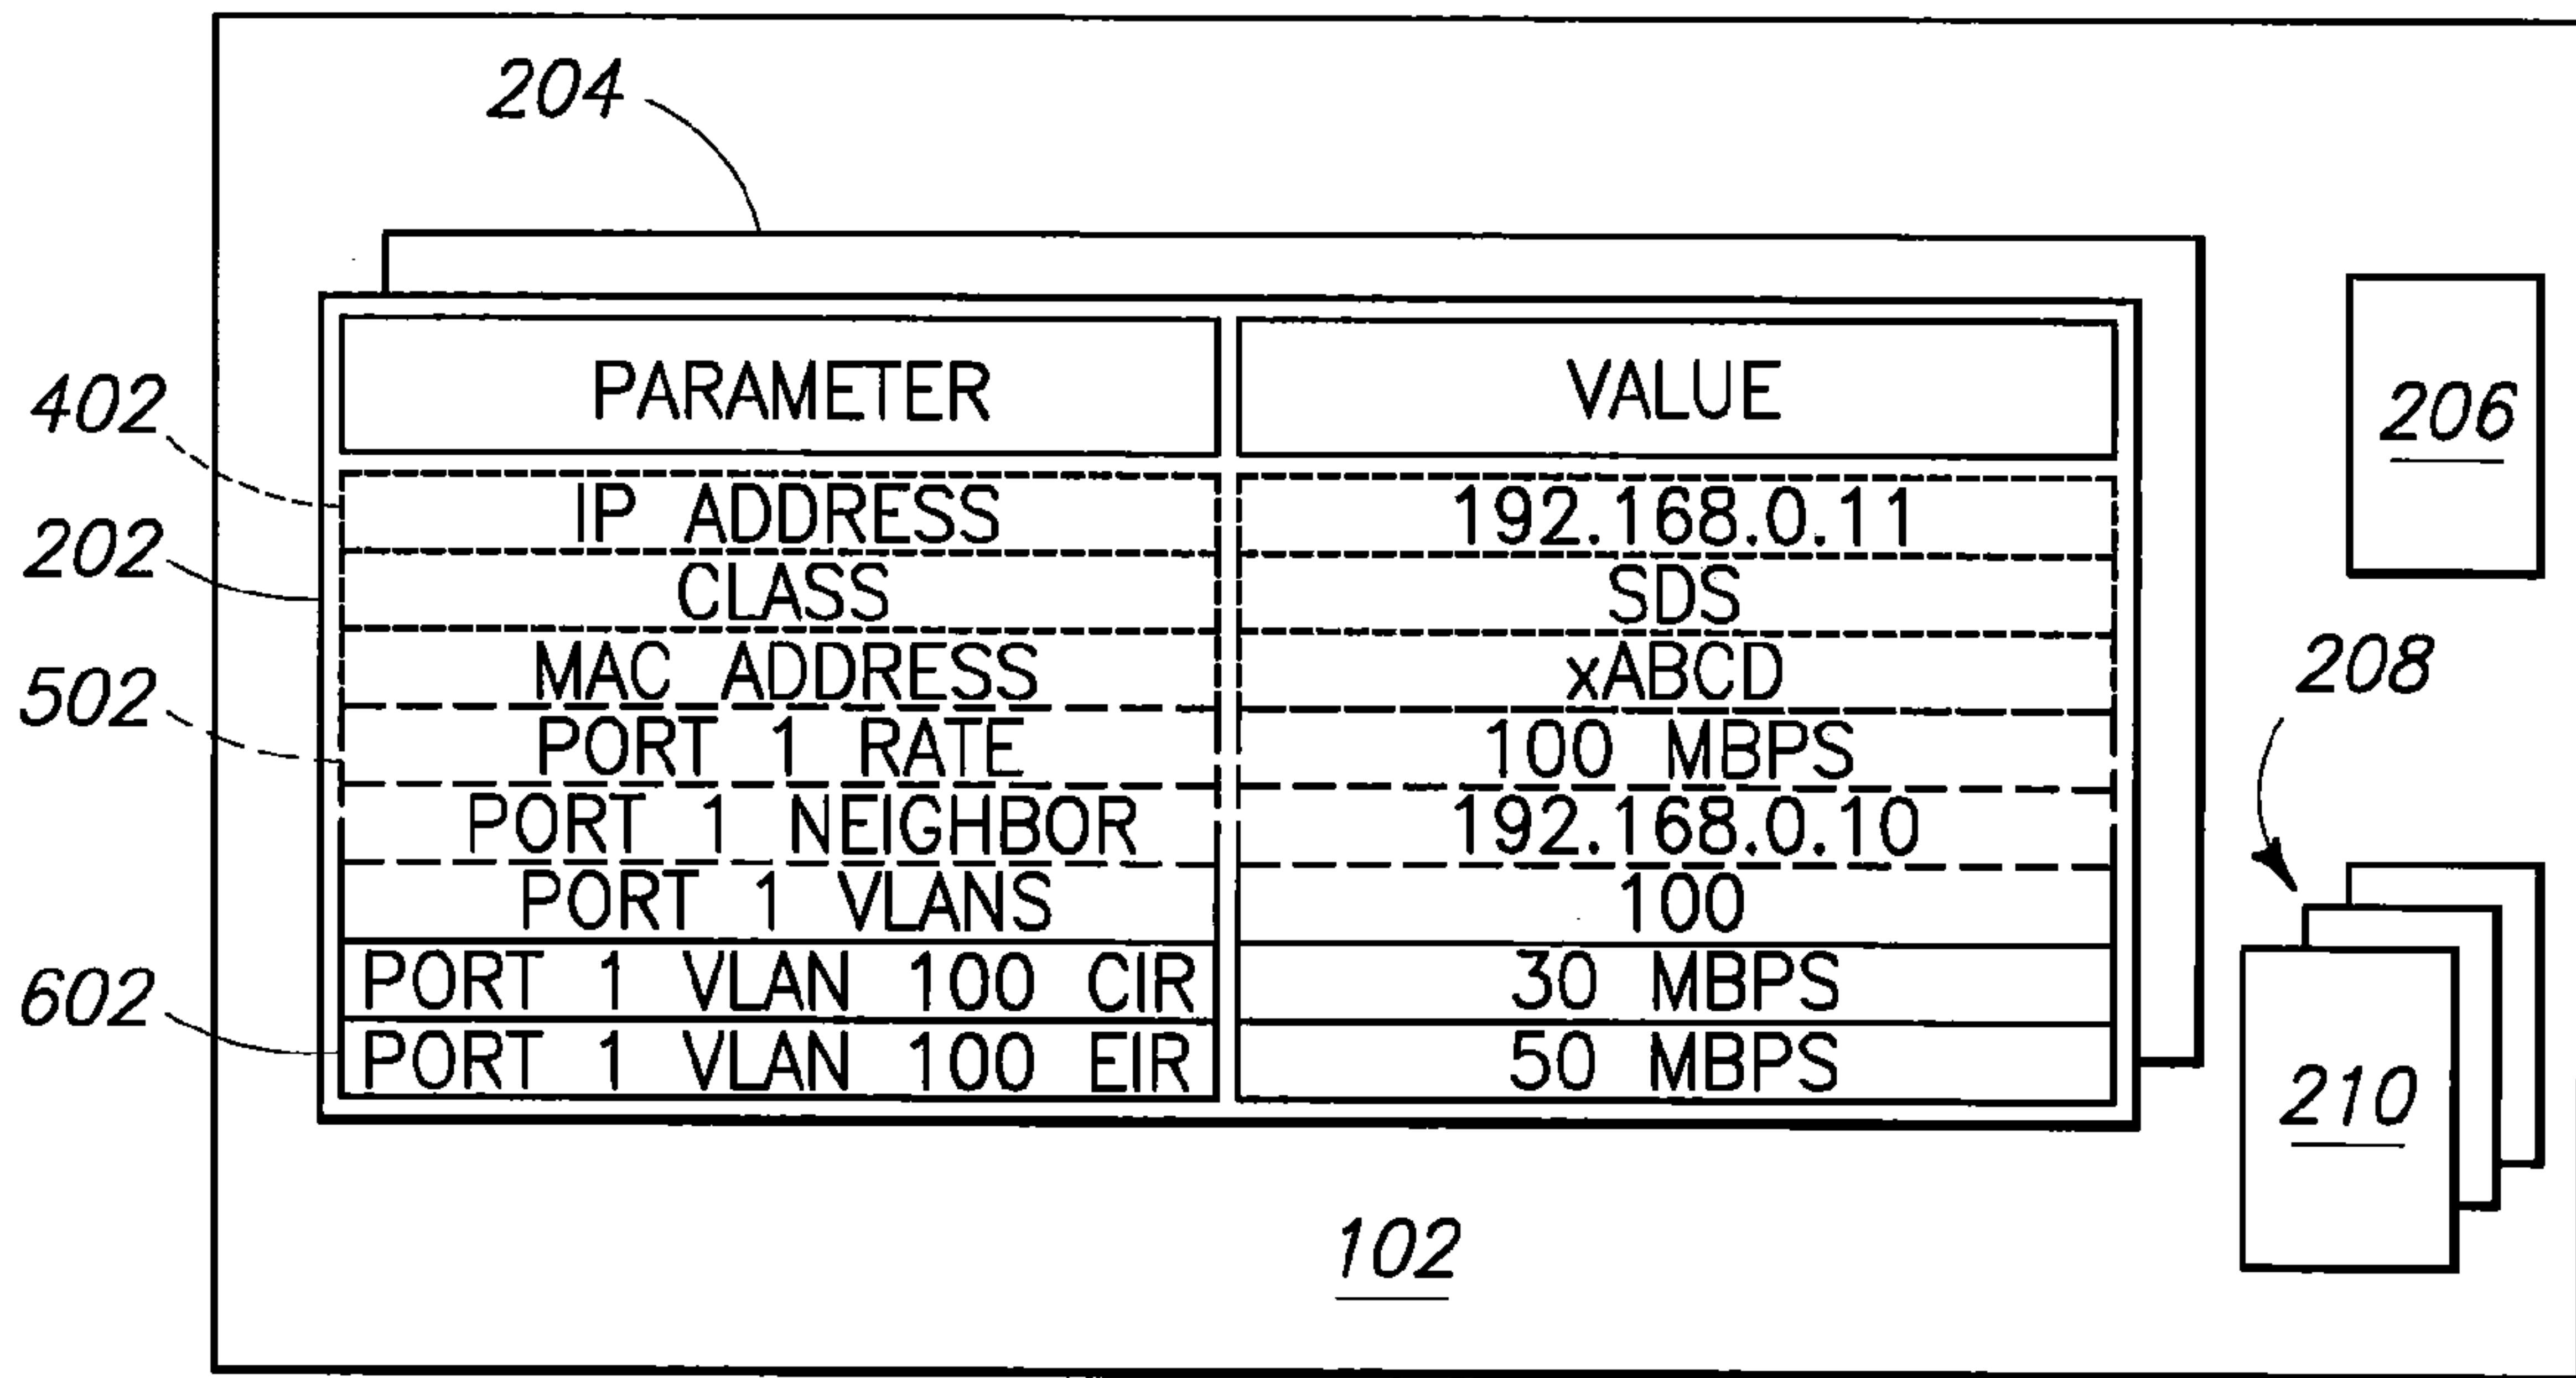 204
PARAMETER VALUE
206
402
IP ADDRESS 192.168.0.11
202
CLASS SDS
MAC ADDRESS xABCD
208
502
PORT 1 RATE 100 MBPS
PORT 1 NEIGHBOR 192.168.0.10
PORT 1 VLANS 100
PORT 1 VLAN 100 CIR 30 MBPS
602
PORT 1 VLAN 100 EIR 50 MBPS
210
102